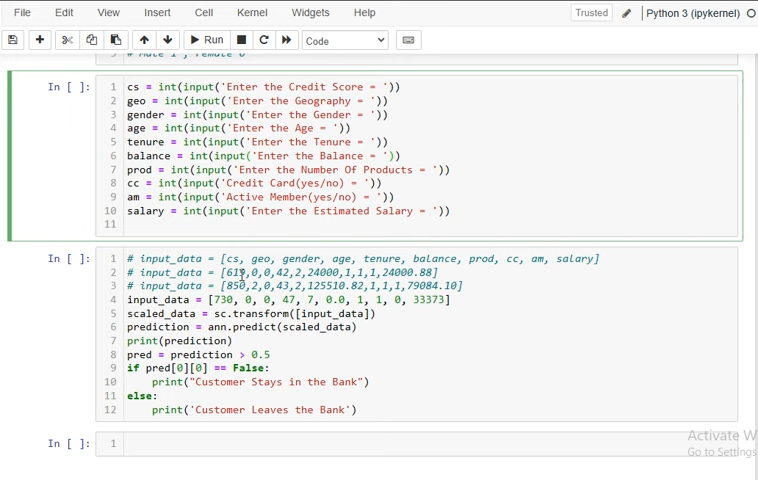 File Edit View Insert Cell Kernel Widgets Help Trusted Python 3 (ipykernel)
Run Code
In [ ]:
1 cs = int(input('Enter the Credit Score = '))
2 geo = int(input('Enter the Geography = '))
3 gender = int(input('Enter the Gender = '))
4 age = int(input('Enter the Age = '))
5 tenure = int(input('Enter the Tenure = '))
6 balance = int(input('Enter the Balance = '))
7 prod = int(input('Enter the Number Of Products = '))
8 cc = int(input('Credit Card(yes/no) = '))
9 am = int(input('Active Member(yes/no) = '))
10 salary = int(input('Enter the Estimated Salary = '))
11
In [ ]:
1 # input_data = [cs, geo, gender, age, tenure, balance, prod, cc, am, salary]
2 # input_data = [619,0,0,42,2,24000,1,1,1,24000.88]
3 # input_data = [850,2,0,43,2,125510.82,1,1,1,79084.10]
4 input_data = [730, 0, 0, 47, 7, 0.0, 1, 1, 0, 33373]
5 scaled_data = sc.transform([input_data])
6 prediction = ann.predict(scaled_data)
7 print(prediction)
8 pred = prediction > 0.5
9 if pred[0][0] == False:
10 print("Customer Stays in the Bank")
11 else:
12 print('Customer Leaves the Bank')
In [ ]: 1
Activate W
Go to Settings